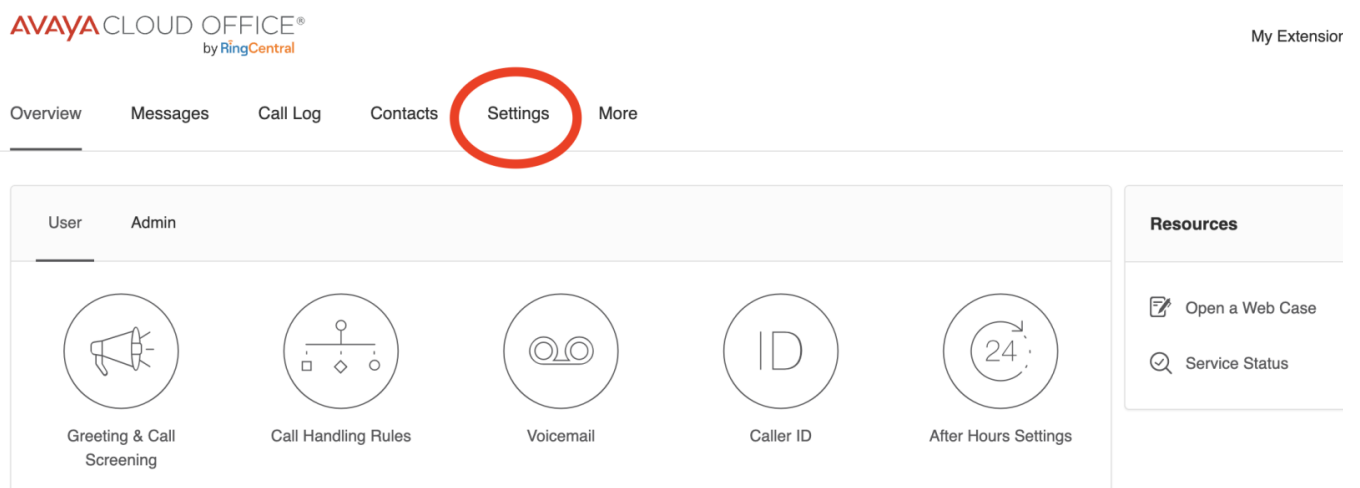 AVAYA CLOUD OFFICE®
by RingCentral
My Extension
Overview Messages Call Log Contacts Settings More
User Admin
Resources
Open a Web Case
24
ID
Service Status
Greeting & Call Screening
Call Handling Rules
Voicemail
Caller ID
After Hours Settings